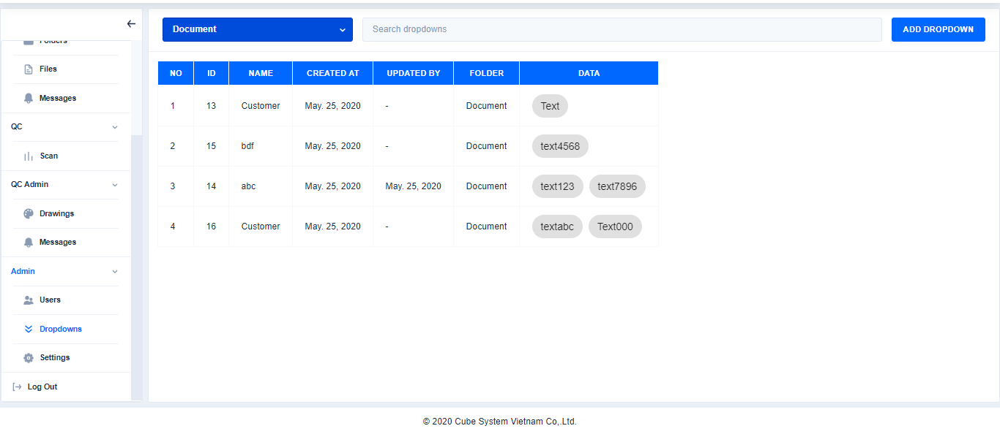 Folders
Files
Messages
QC
Scan
QC Admin
Drawings
Messages
Admin
Users
Dropdowns
Settings
Log Out
Document Search dropdowns ADD DROPDOWN
NO ID NAME CREATED AT UPDATED BY FOLDER DATA
1 13 Customer May. 25, 2020 - Document Text
2 15 bdf May. 25, 2020 - Document text4568
3 14 abc May. 25, 2020 May. 25, 2020 Document text123 text7896
4 16 Customer May. 25, 2020 - Document textabc Text000
© 2020 Cube System Vietnam Co,.Ltd.